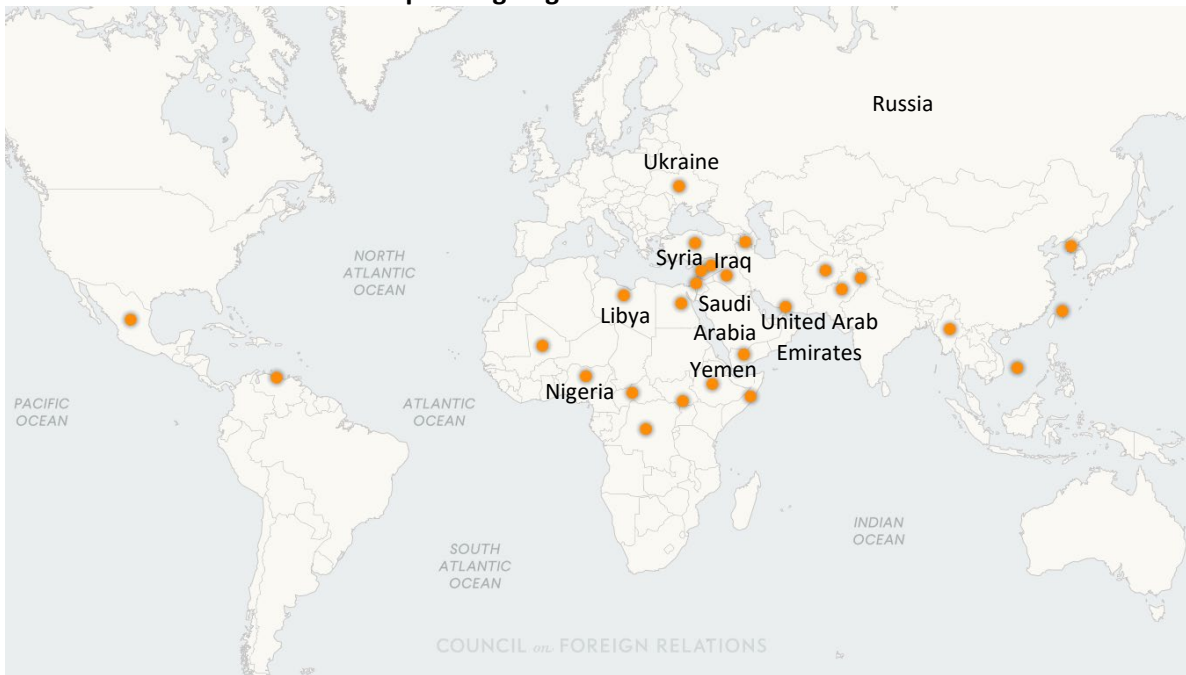 Russia
Ukraine
NORTH
ATLANTIC
OCEAN
Syria
Iraq
Libya
Saudi
Arabia
United Arab
Emirates
Yemen
Nigeria
PACIFIC
OCEAN
ATLANTIC
OCEAN
INDIAN
OCEAN
SOUTH
ATLANTIC
OCEAN
COUNCIL on FOREIGN RELATIONS